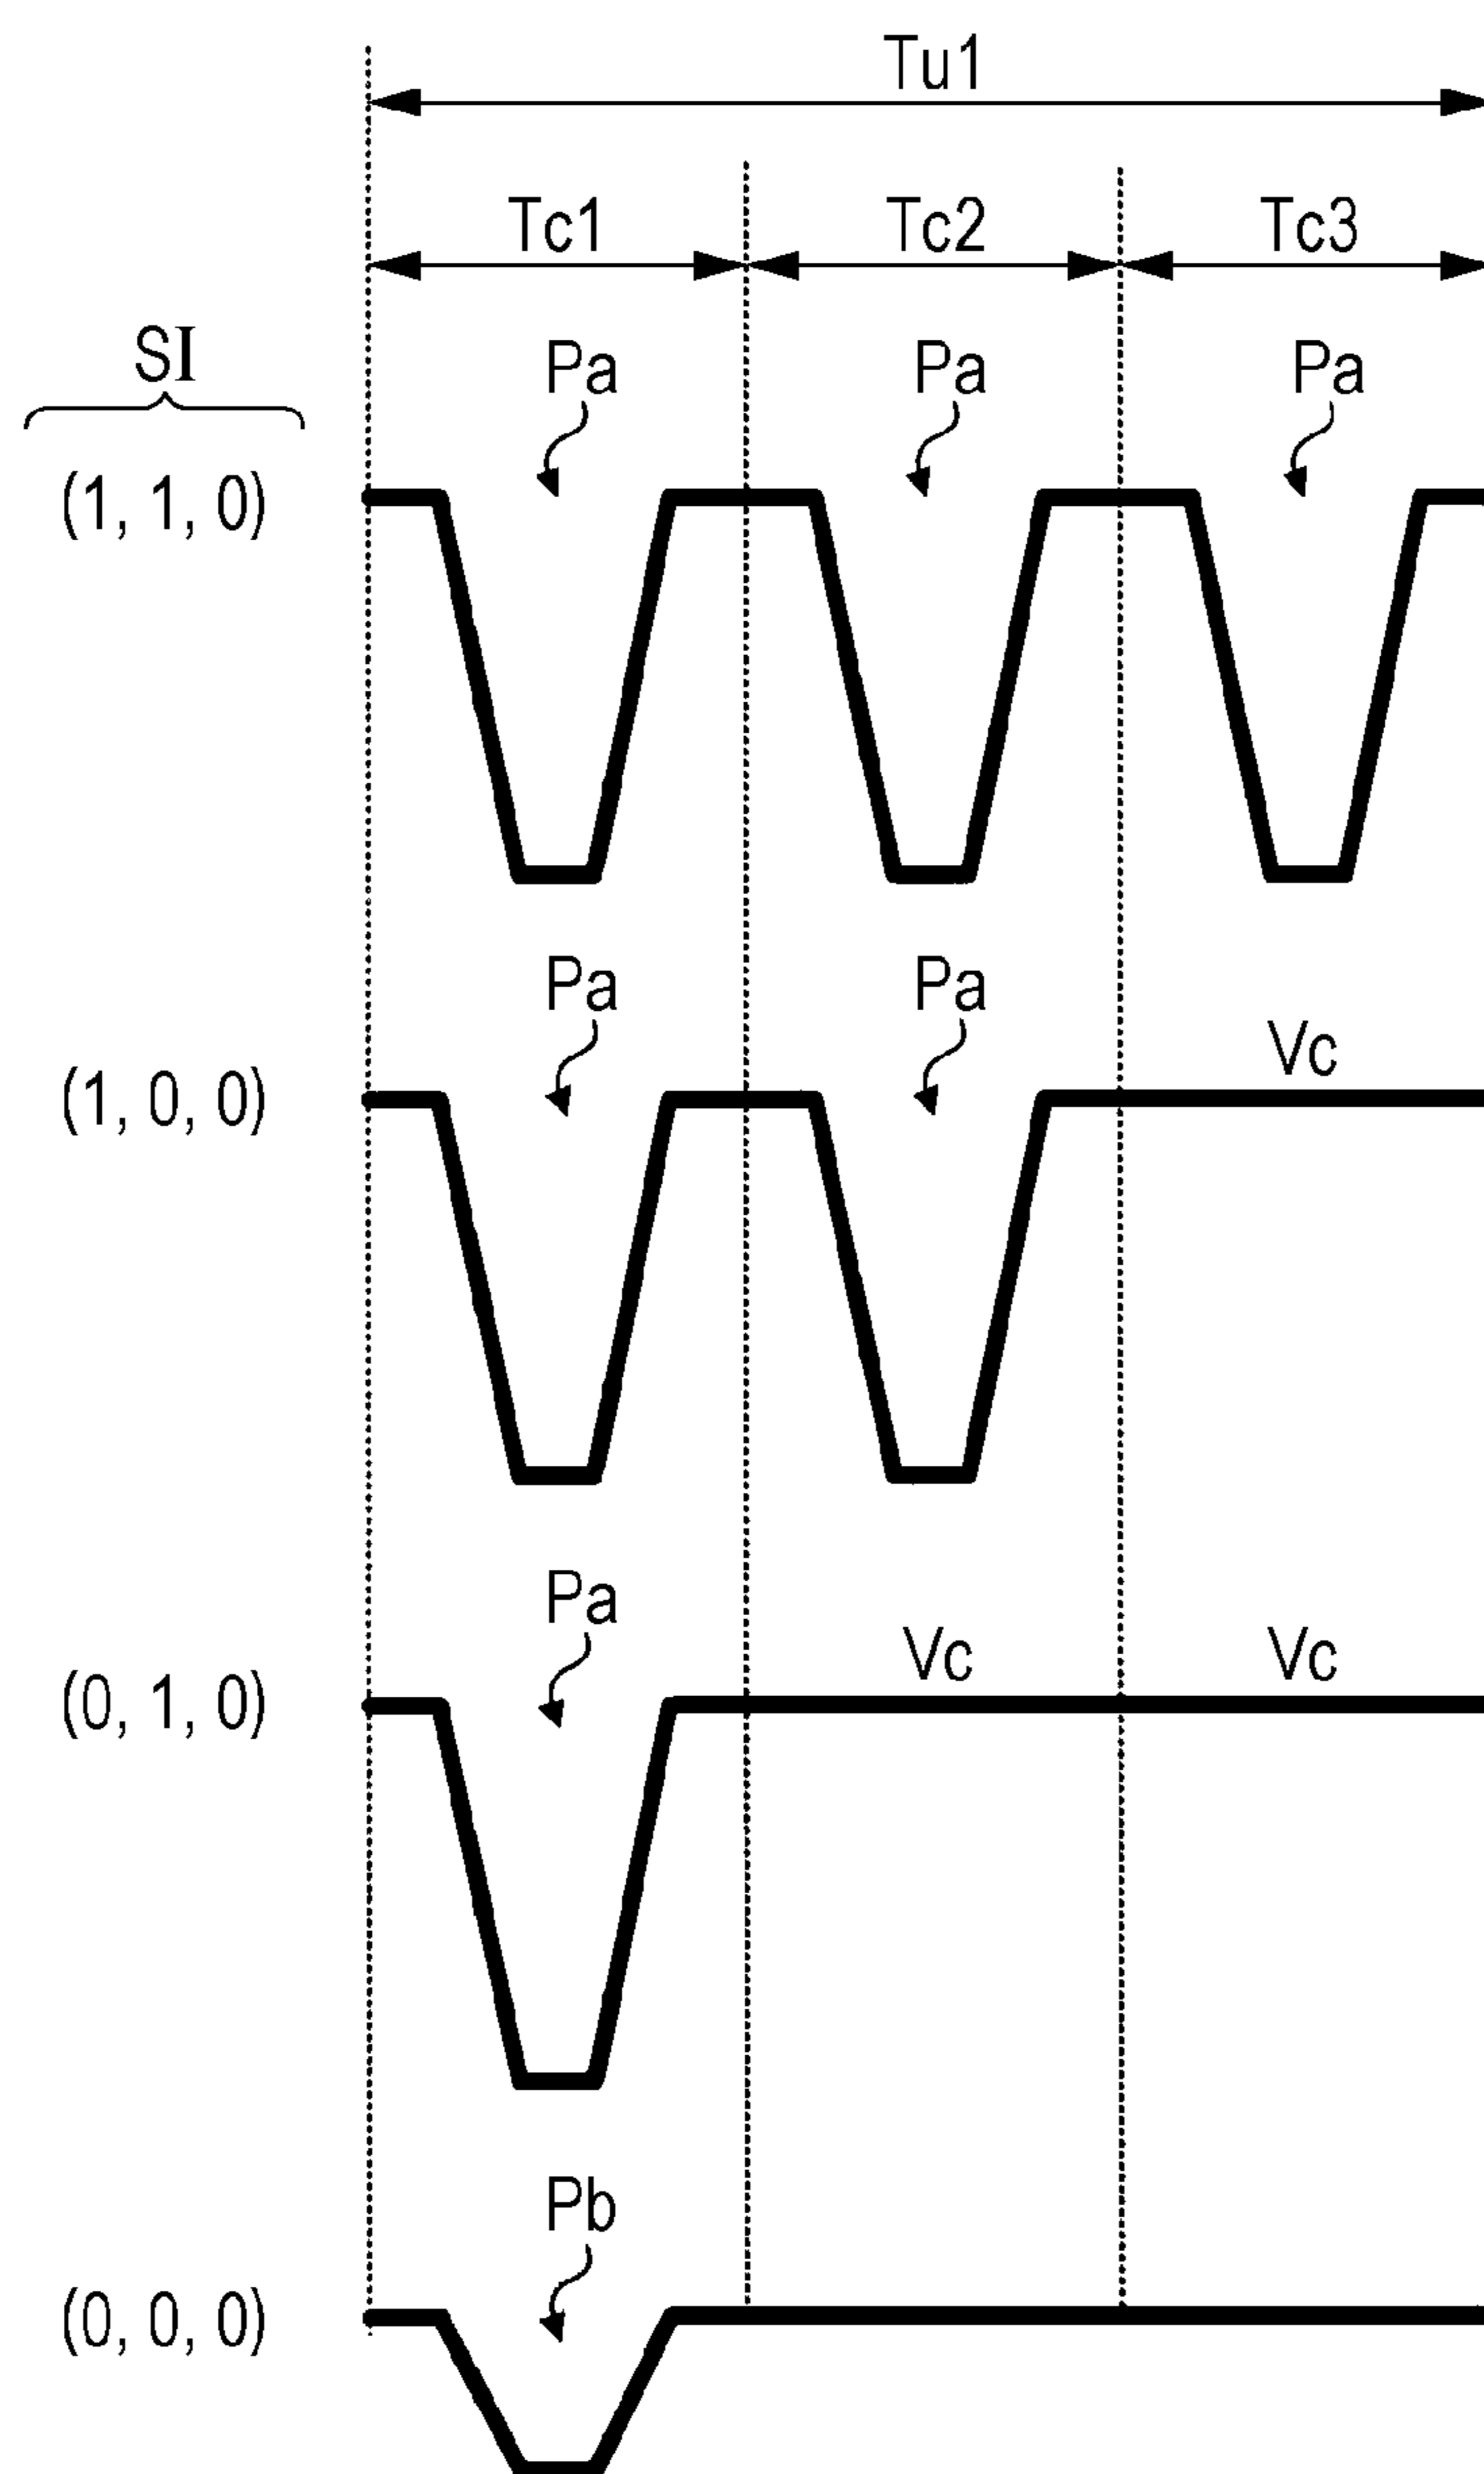 Tu1
Tc1 Tc2 Tc3
SI
Pa Pa Pa
(1, 1, 0)
Pa Pa
Vc
(1, 0, 0)
Pa
Vc Vc
(0, 1, 0)
Pb
(0, 0, 0)